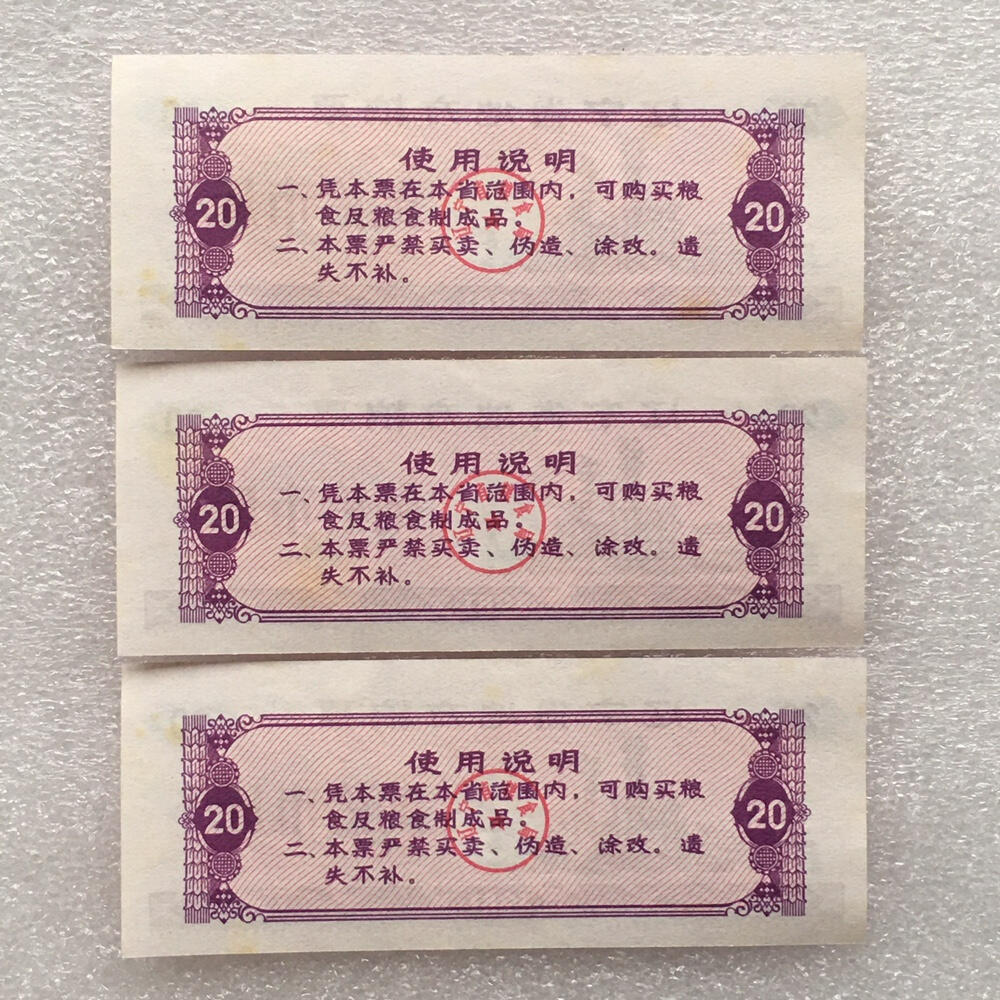 使用说明
20
一、凭本票在本省范围内，可购买粮
食及粮食制成品。
20
二、本票严禁买卖、伪造、涂改。遗
失不补。
使用说明
20
一、凭本票在本省范围内，可购买粮
食及粮食制成品。
20
二、本票严禁买卖、伪造、涂改。遗
失不补。
使用说明
20
一、凭本票在本省范围内，可购买粮
食及粮食制成品。
20
二、本票严禁买卖、伪造、涂改。遗
失不补。